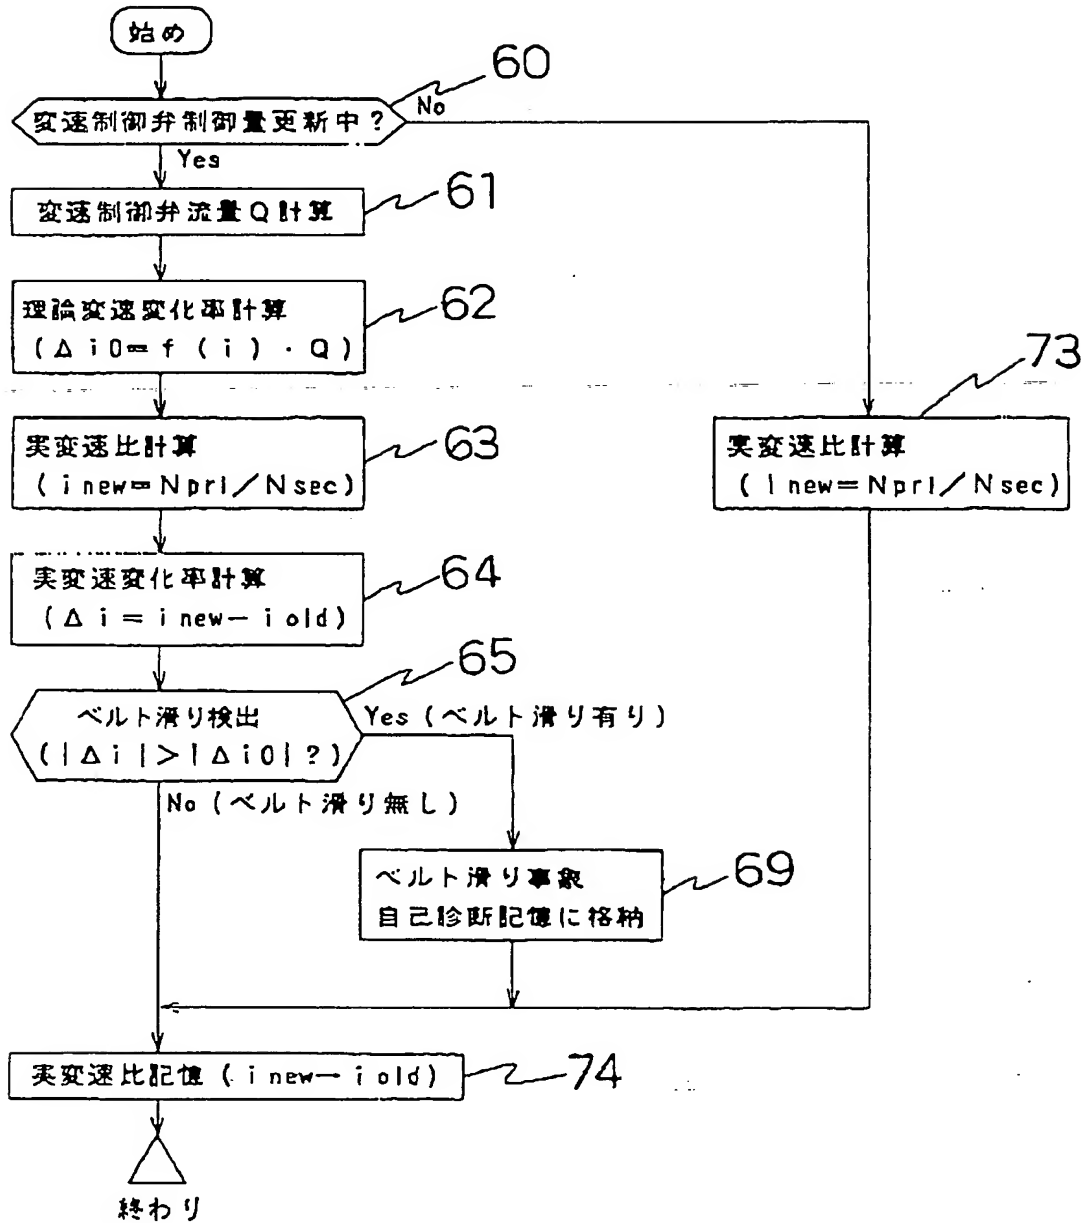 始め
60
変速制御弁制御量更新中?
No
Yes
変速制御弁流量Q計算
61
理論変速変化率計算
(Δi0=f(i)・Q)
62
実変速比計算
(inew=Npri/Nsec)
63
実変速比計算
(inew=Npri/Nsec)
73
実変速変化率計算
(Δi=inew-iold)
64
ベルト滑り検出
(|Δi|>|Δi0|?)
65
Yes(ベルト滑り有り)
No(ベルト滑り無し)
ベルト滑り事象
自己診断記憶に格納
69
実変速比記憶(inew→iold)
74
終わり